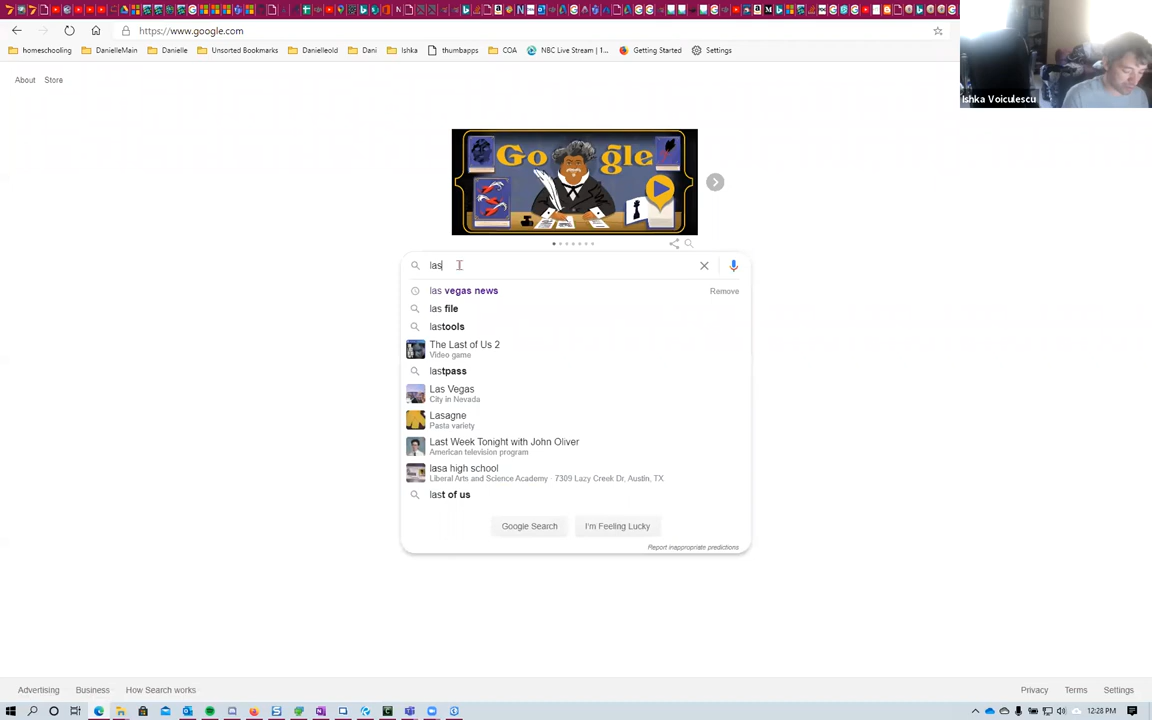 https://www.google.com
homeschooling DanielleMain Danielle Unsorted Bookmarks Danielleold Dani Ishka thumbapps COA NBC Live Stream | 1... Getting Started Settings
About Store
Ishka Voiculescu
Google
las
las vegas news Remove
las file
lastools
The Last of Us 2
Video game
lastpass
Las Vegas
City in Nevada
Lasagne
Pasta variety
Last Week Tonight with John Oliver
American television program
lasa high school
Liberal Arts and Science Academy · 7309 Lazy Creek Dr, Austin, TX
last of us
Google Search I'm Feeling Lucky
Report inappropriate predictions
Advertising Business How Search works Privacy Terms Settings
12:28 PM